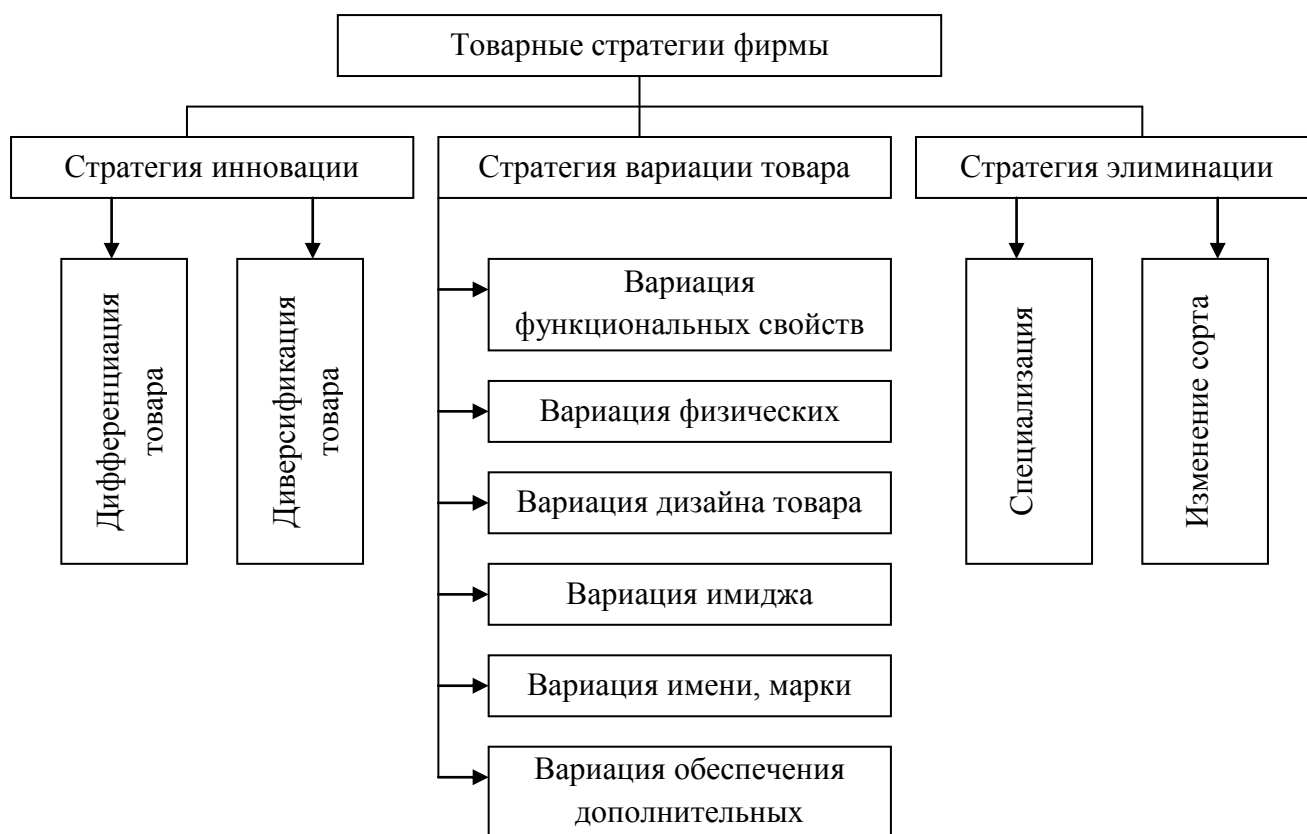 Товарные стратегии фирмы
Стратегия инновации
Стратегия вариации товара
Стратегия элиминации
Дифференциация
товара
Диверсификация
товара
Вариация
функциональных свойств
Вариация физических
Вариация дизайна товара
Вариация имиджа
Вариация имени, марки
Вариация обеспечения
дополнительных
Специализация
Изменение сорта